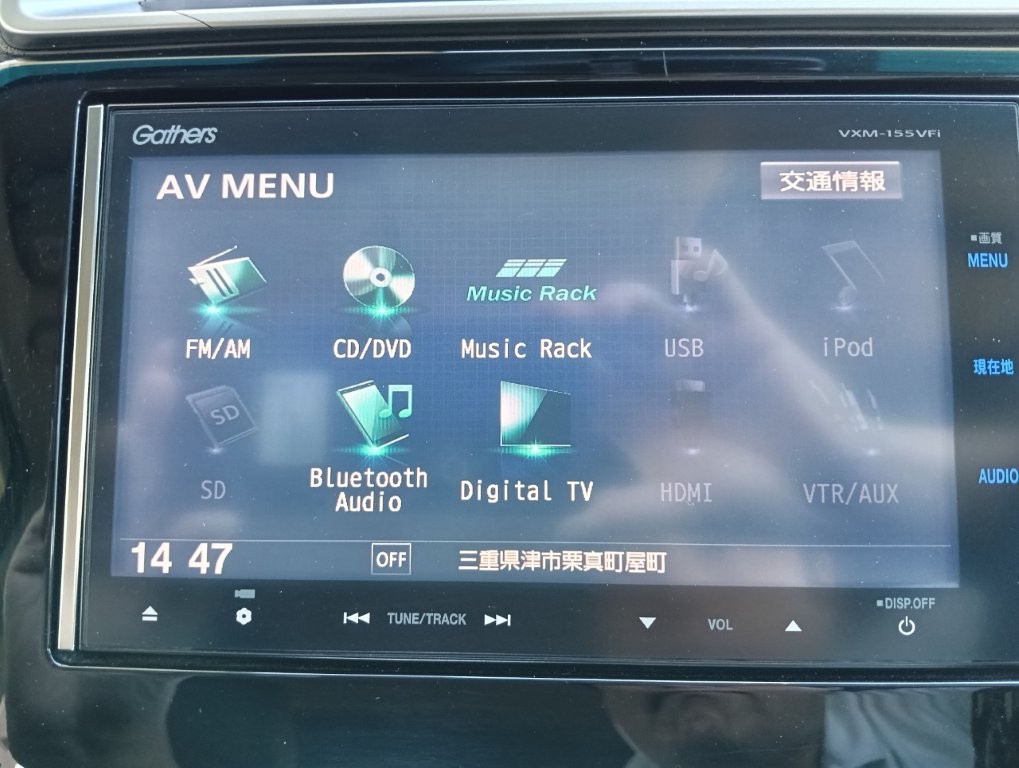 Gathers
VXM-155VFi
AV MENU
交通情報
■画質
MENU
Music Rack
FM/AM
CD/DVD
Music Rack
USB
iPod
現在地
SD
SD
Bluetooth
Audio
Digital TV
HDMI
VTR/AUX
AUDIO
14 47
OFF
三重県津市栗真町屋町
TUNE/TRACK
VOL
■DISP.OFF